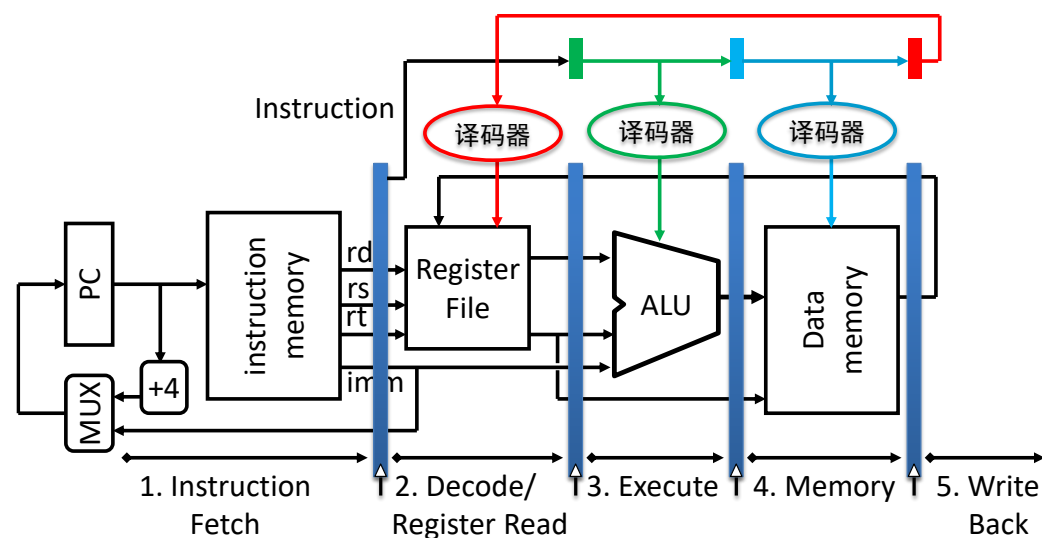 Instruction
译码器
译码器
译码器
PC
instruction
memory
rd
rs
rt
imm
Register
File
ALU
Data
memory
+4
MUX
1. Instruction
Fetch
2. Decode/
Register Read
3. Execute
4. Memory
5. Write
Back